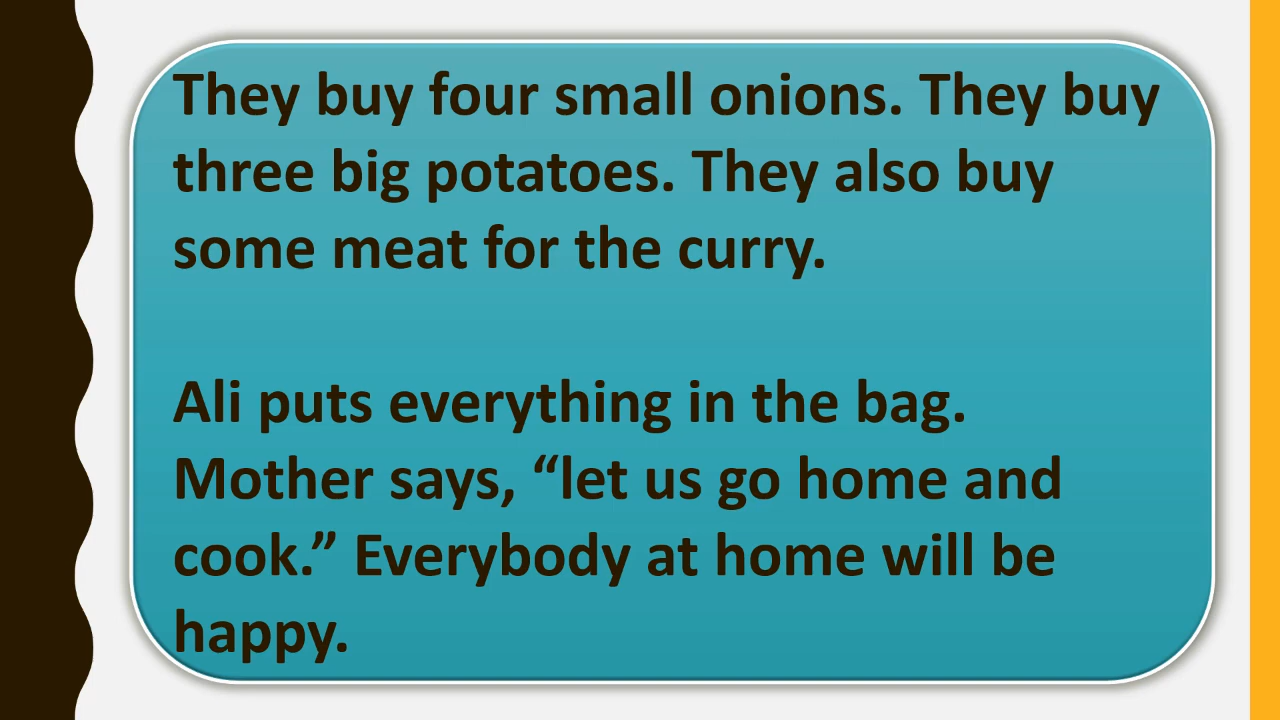 They buy four small onions. They buy
three big potatoes. They also buy
some meat for the curry.
Ali puts everything in the bag.
Mother says, “let us go home and
cook.” Everybody at home will be
happy.